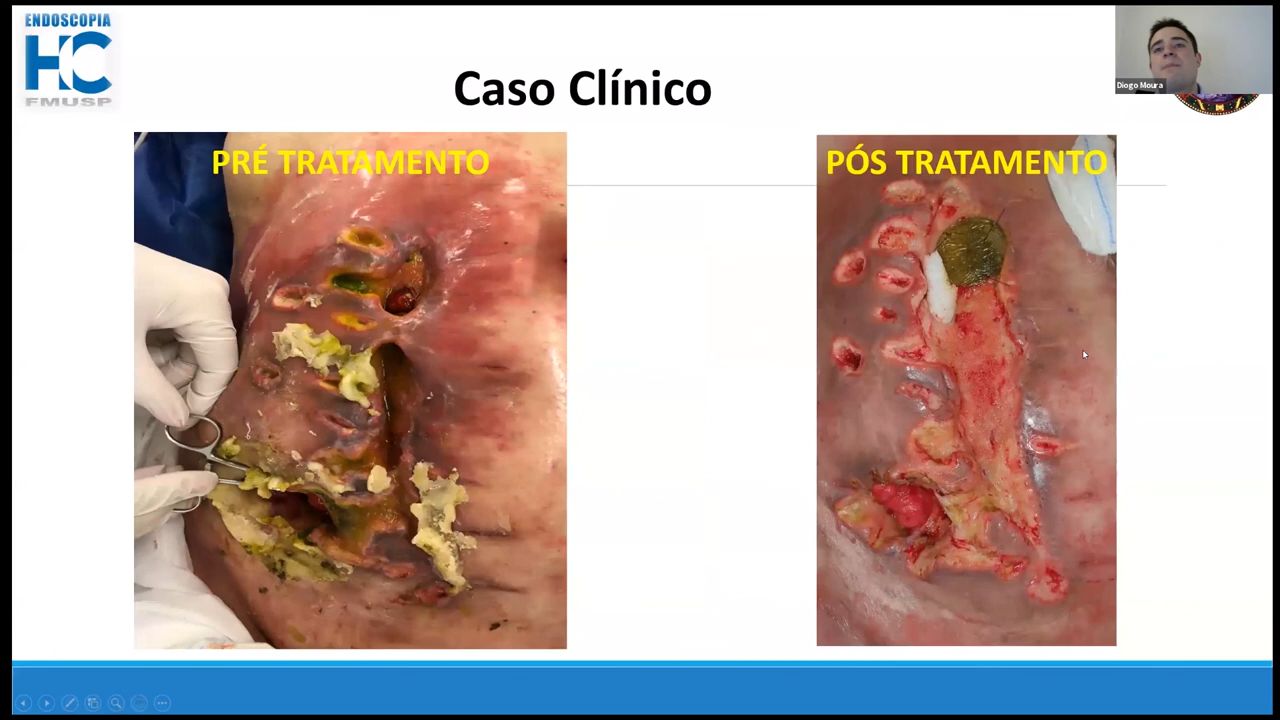 ENDOSCOPIA
HC
FMUSP
Caso Clínico
Diogo Moura
PRÉ TRATAMENTO
PÓS TRATAMENTO